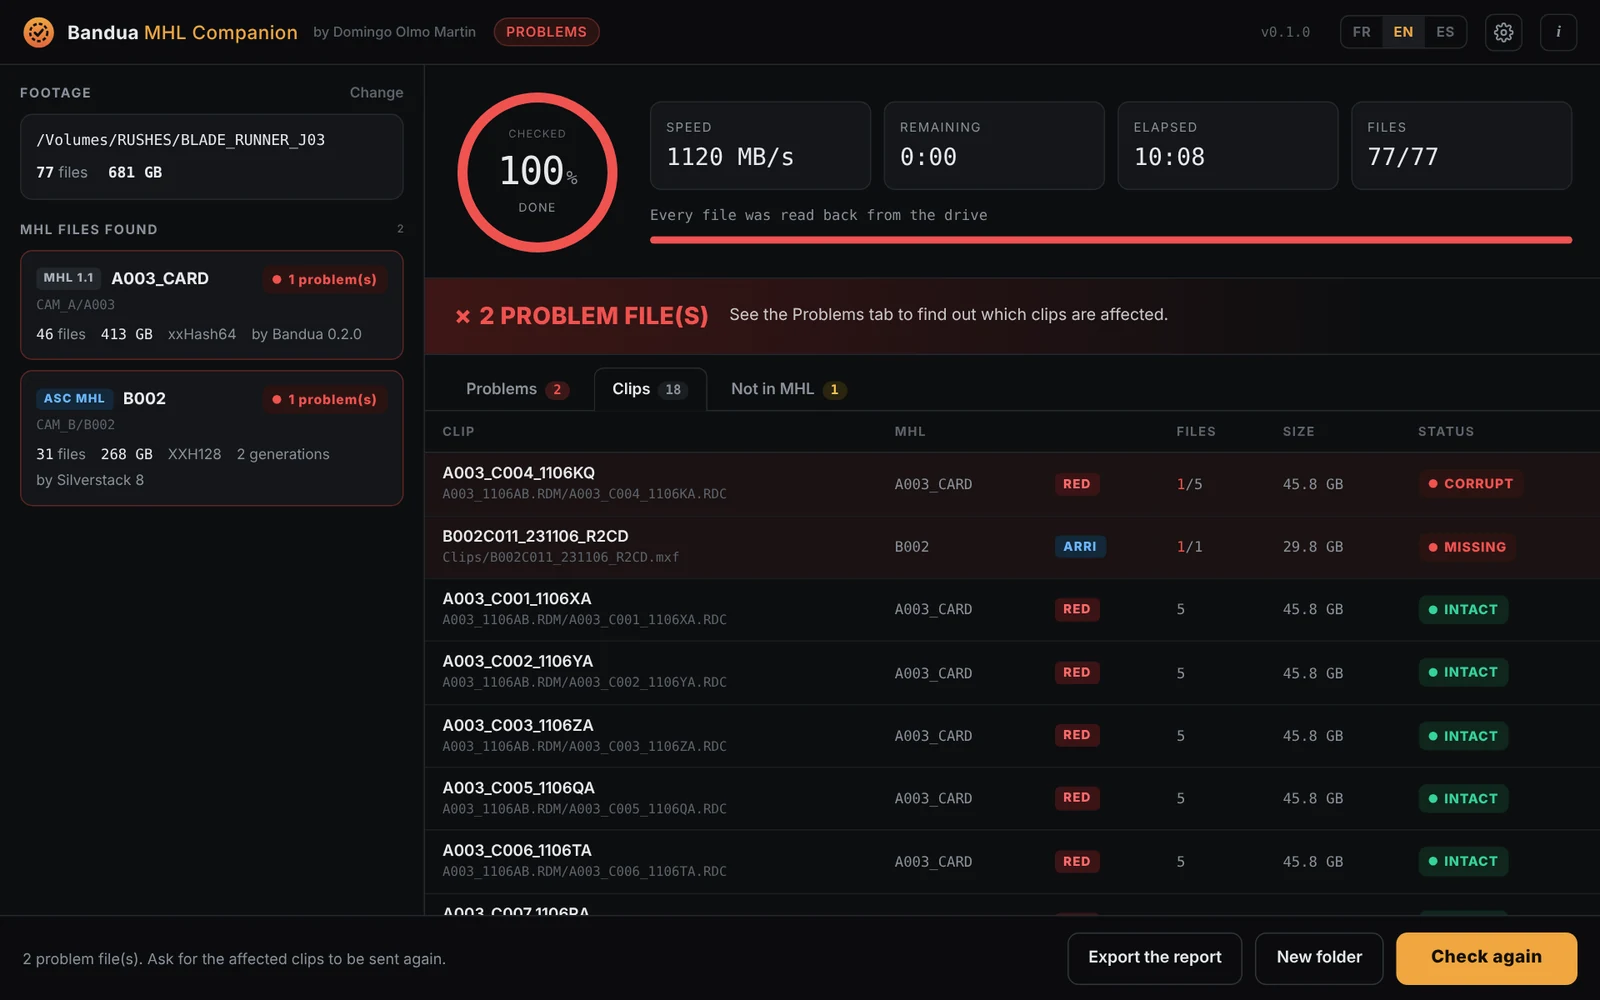 Bandua MHL Companion by Domingo Olmo Martin PROBLEMS v0.1.0 FR EN ES i
FOOTAGE Change
/Volumes/RUSHES/BLADE_RUNNER_J03
77 files 681 GB
MHL FILES FOUND 2
MHL 1.1 A003_CARD 1 problem(s)
CAM_A/A003
46 files 413 GB xxHash64 by Bandua 0.2.0
ASC MHL B002 1 problem(s)
CAM_B/B002
31 files 268 GB XXH128 2 generations
by Silverstack 8
CHECKED
100%
DONE
SPEED
1120 MB/s
REMAINING
0:00
ELAPSED
10:08
FILES
77/77
Every file was read back from the drive
× 2 PROBLEM FILE(S) See the Problems tab to find out which clips are affected.
Problems 2 Clips 18 Not in MHL 1
CLIP MHL FILES SIZE STATUS
A003_C004_1106KQ
A003_1106AB.RDM/A003_C004_1106KA.RDC A003_CARD RED 1/5 45.8 GB CORRUPT
B002C011_231106_R2CD
Clips/B002C011_231106_R2CD.mxf B002 ARRI 1/1 29.8 GB MISSING
A003_C001_1106XA
A003_1106AB.RDM/A003_C001_1106XA.RDC A003_CARD RED 5 45.8 GB INTACT
A003_C002_1106YA
A003_1106AB.RDM/A003_C002_1106YA.RDC A003_CARD RED 5 45.8 GB INTACT
A003_C003_1106ZA
A003_1106AB.RDM/A003_C003_1106ZA.RDC A003_CARD RED 5 45.8 GB INTACT
A003_C005_1106QA
A003_1106AB.RDM/A003_C005_1106QA.RDC A003_CARD RED 5 45.8 GB INTACT
A003_C006_1106TA
A003_1106AB.RDM/A003_C006_1106TA.RDC A003_CARD RED 5 45.8 GB INTACT
2 problem file(s). Ask for the affected clips to be sent again.
Export the report
New folder
Check again